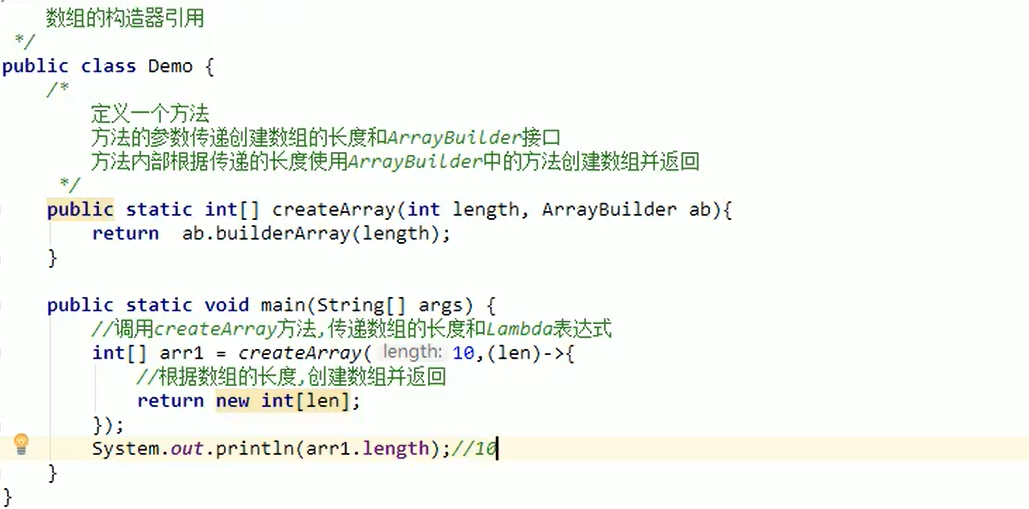 数组的构造器引用
*/
public class Demo {
/*
定义一个方法
方法的参数传递创建数组的长度和ArrayBuilder接口
方法内部根据传递的长度使用ArrayBuilder中的方法创建数组并返回
*/
public static int[] createArray(int length, ArrayBuilder ab){
return  ab.builderArray(length);
}
public static void main(String[] args) {
//调用createArray方法,传递数组的长度和Lambda表达式
int[] arr1 = createArray( length: 10,(len)->{
//根据数组的长度,创建数组并返回
return new int[len];
});
System.out.println(arr1.length);//10
}
}